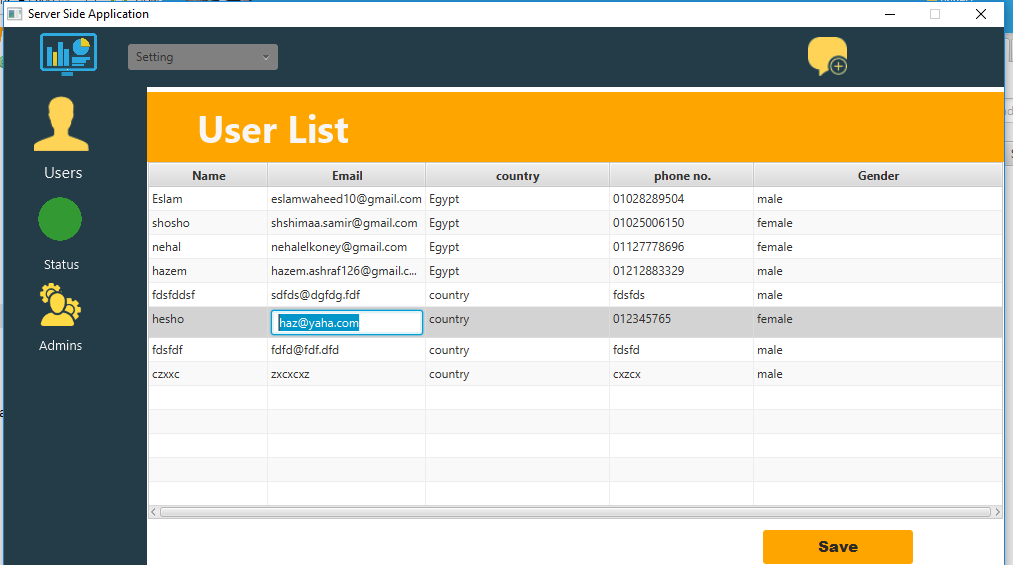 Server Side Application
Setting
Users
Status
Admins
User List
Name Email country phone no. Gender
Eslam eslamwaheed10@gmail.com Egypt 01028289504 male
shosho shshimaa.samir@gmail.com Egypt 01025006150 female
nehal nehalelkoney@gmail.com Egypt 01127778696 female
hazem hazem.ashraf126@gmail.c... Egypt 01212883329 male
fdsfddsf sdfds@dgfdg.fdf country fdsfds male
hesho haz@yaha.com country 012345765 female
fdsfdf fdfd@fdf.dfd country fdsfd male
czxxc zxcxcxz country cxzcx male
Save